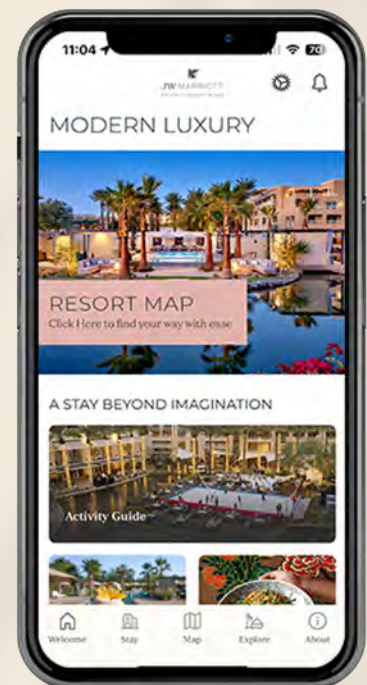 11:04
70
JW MARRIOTT
MODERN LUXURY
RESORT MAP
Click Here to find your way with ease
A STAY BEYOND IMAGINATION
Activity Guide
Welcome
Stay
Map
Explore
About